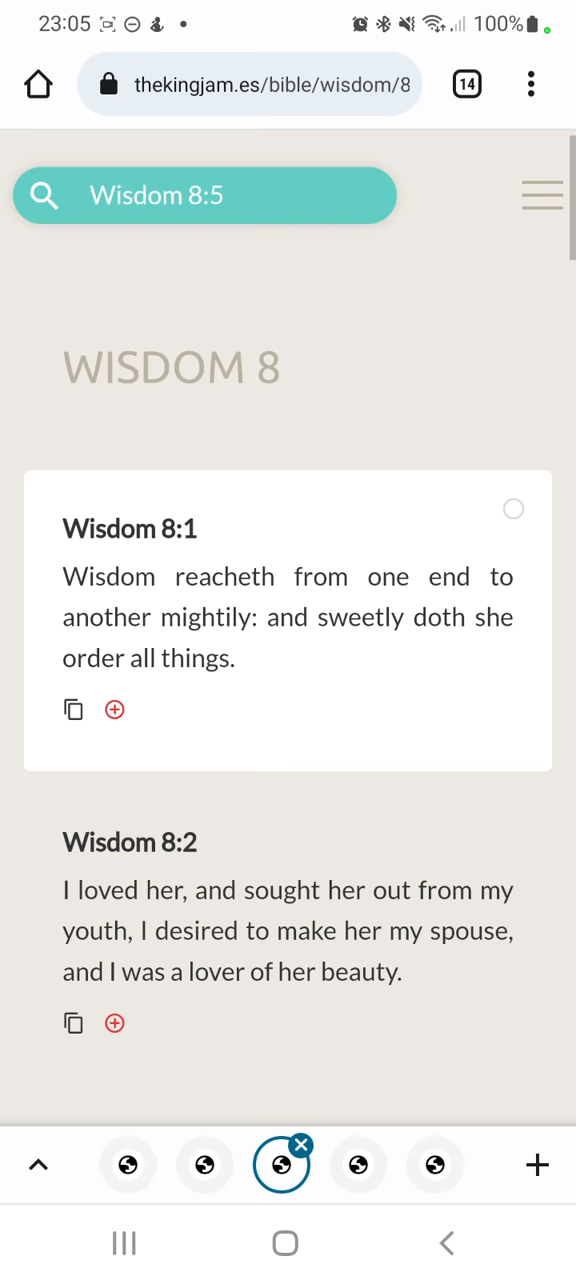 23:05
100%
thekingjam.es/bible/wisdom/8
14
Wisdom 8:5
WISDOM 8
Wisdom 8:1
Wisdom reacheth from one end to
another mightily: and sweetly doth she
order all things.
Wisdom 8:2
I loved her, and sought her out from my
youth, I desired to make her my spouse,
and I was a lover of her beauty.